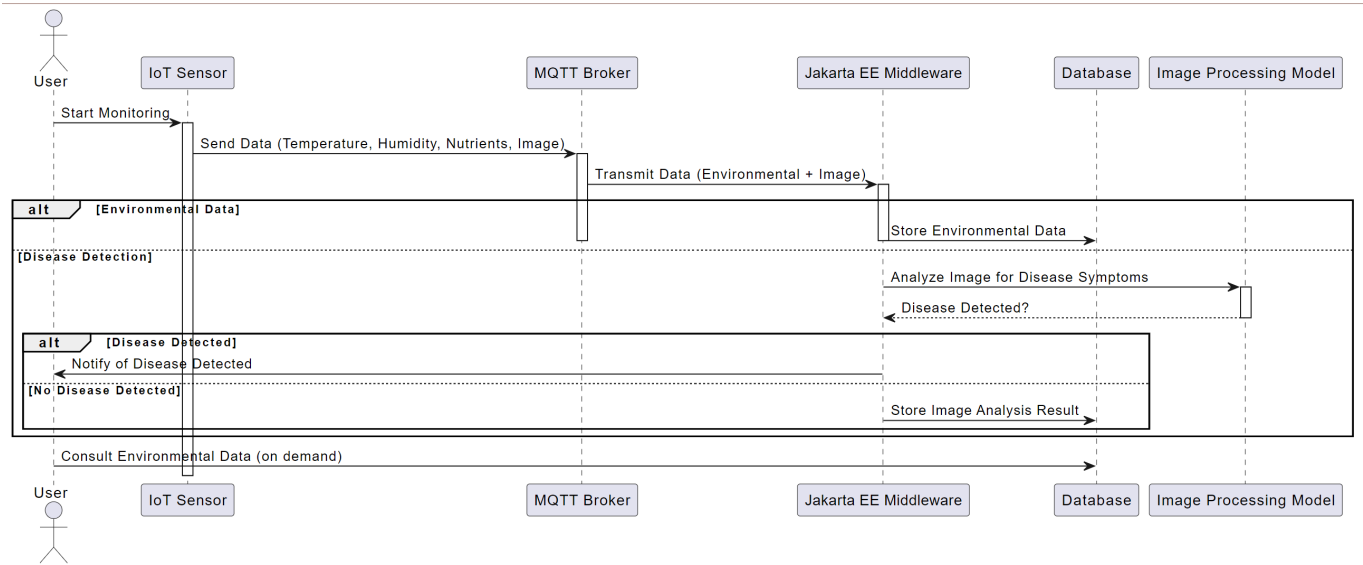 User
IoT Sensor
MQTT Broker
Jakarta EE Middleware
Database
Image Processing Model
Start Monitoring
Send Data (Temperature, Humidity, Nutrients, Image)
Transmit Data (Environmental + Image)
alt
[Environmental Data]
Store Environmental Data
[Disease Detection]
Analyze Image for Disease Symptoms
Disease Detected?
alt
[Disease Detected]
Notify of Disease Detected
[No Disease Detected]
Store Image Analysis Result
Consult Environmental Data (on demand)
User
IoT Sensor
MQTT Broker
Jakarta EE Middleware
Database
Image Processing Model